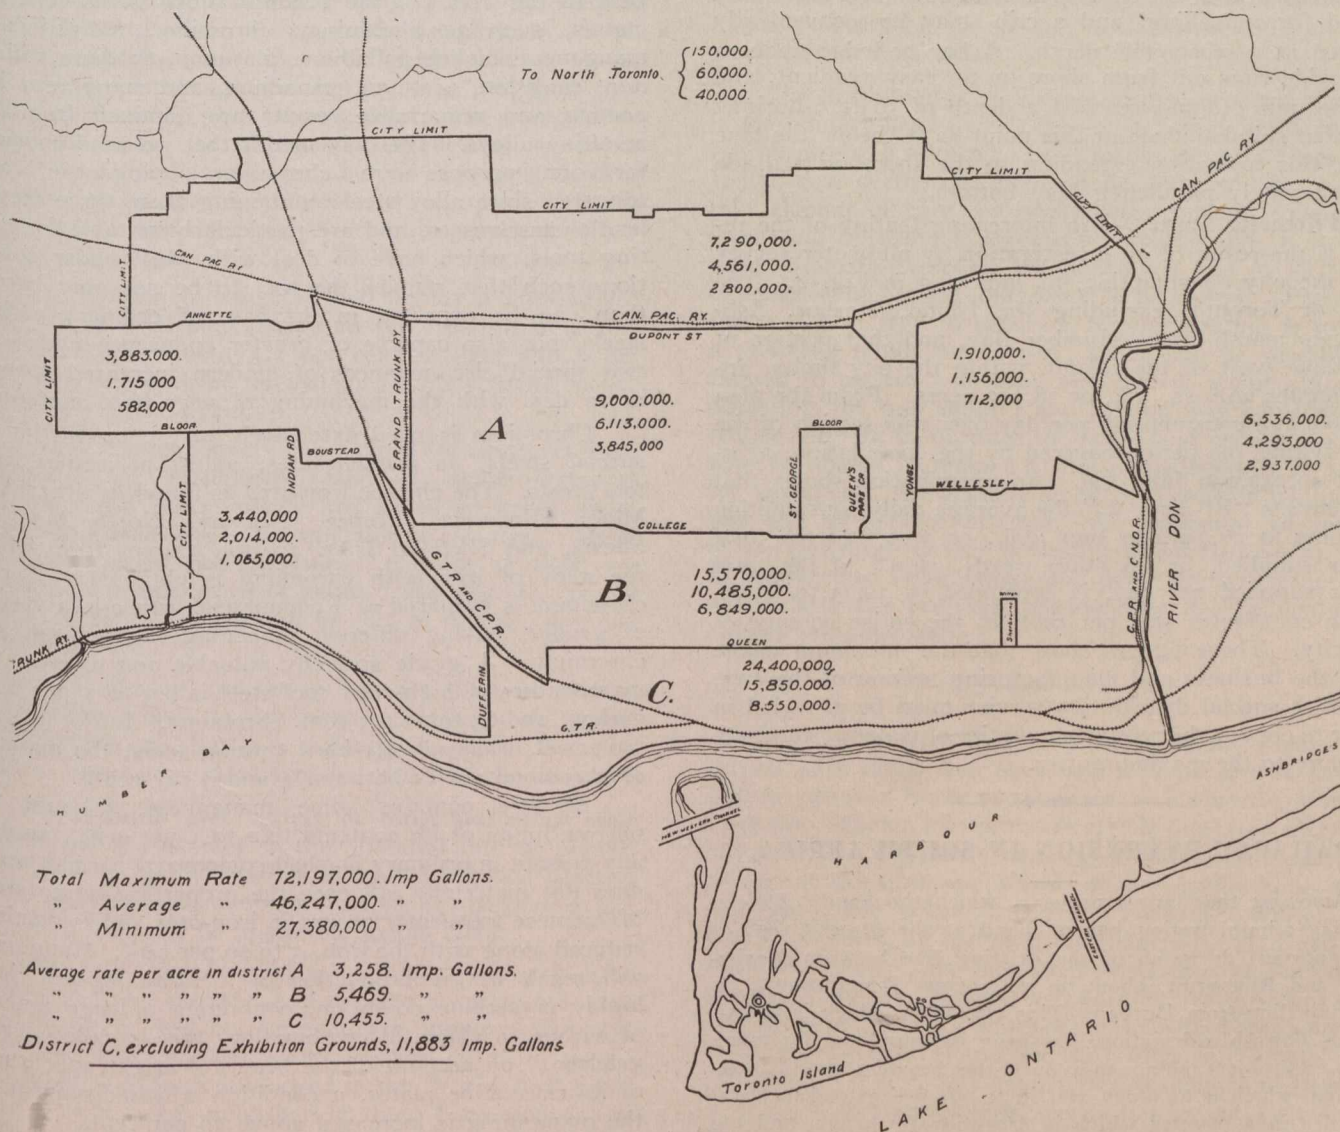 To North Toronto. { 150,000.
60,000.
40,000
CITY LIMIT
CITY LIMIT
CAN PAC RY
CITY LIMIT
CITY LIMIT
CITY LIMIT
7,290,000.
4,561,000.
2 800,000.
CAN PAC RY
CITY LIMIT
ANNETTE
CAN. PAC. RY.
DUPONT ST
3,883.000.
1,715 000
582,000
CITY LIMIT
GRAND TRUNK RY
A
9,000,000.
6,113,000.
3,845,000
1,910,000.
1,156,000.
712,000
6,536,000.
4,293,000
2,937.000
BLOOR
INDIAN RD
BOUSTEAD
BLOOR
ST. GEORGE
QUEEN'S
PARK CR
YONGE
WELLESLEY
CITY LIMIT
3,440,000
2,014,000.
1,065,000.
COLLEGE
G T R AND C. P. R.
B.
15,570,000.
10,485,000.
6,849,000.
C.P.R. AND C.NO.R.
RIVER DON
RUNK RY.
QUEEN
DUFFERIN
C.
24,400,000.
15,850.000.
8,550,000.
G. T. R.
HUMBER BAY
ASHBRIDGES
NEW WESTERN CHANNEL
HARBOUR
EASTERN CHANNEL
Total Maximum Rate 72,197,000. Imp Gallons.
" Average " 46,247,000. " "
" Minimum " 27,380,000 " "
Average rate per acre in district A 3,258. Imp. Gallons.
" " " " " " B 5,469. " "
" " " " " " C 10,455. " "
District C, excluding Exhibition Grounds, 11,883 Imp. Gallons
Toronto Island
LAKE ONTARIO